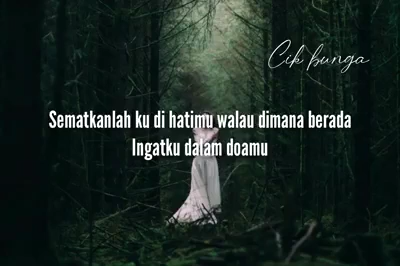 Cik bunga
Sematkanlah ku di hatimu walau dimana berada
Ingatku dalam doamu